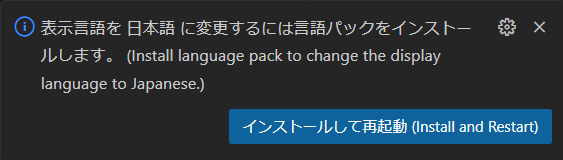 表示言語を 日本語 に変更するには言語パックをインストー
ルします。 (Install language pack to change the display
language to Japanese.)
インストールして再起動 (Install and Restart)